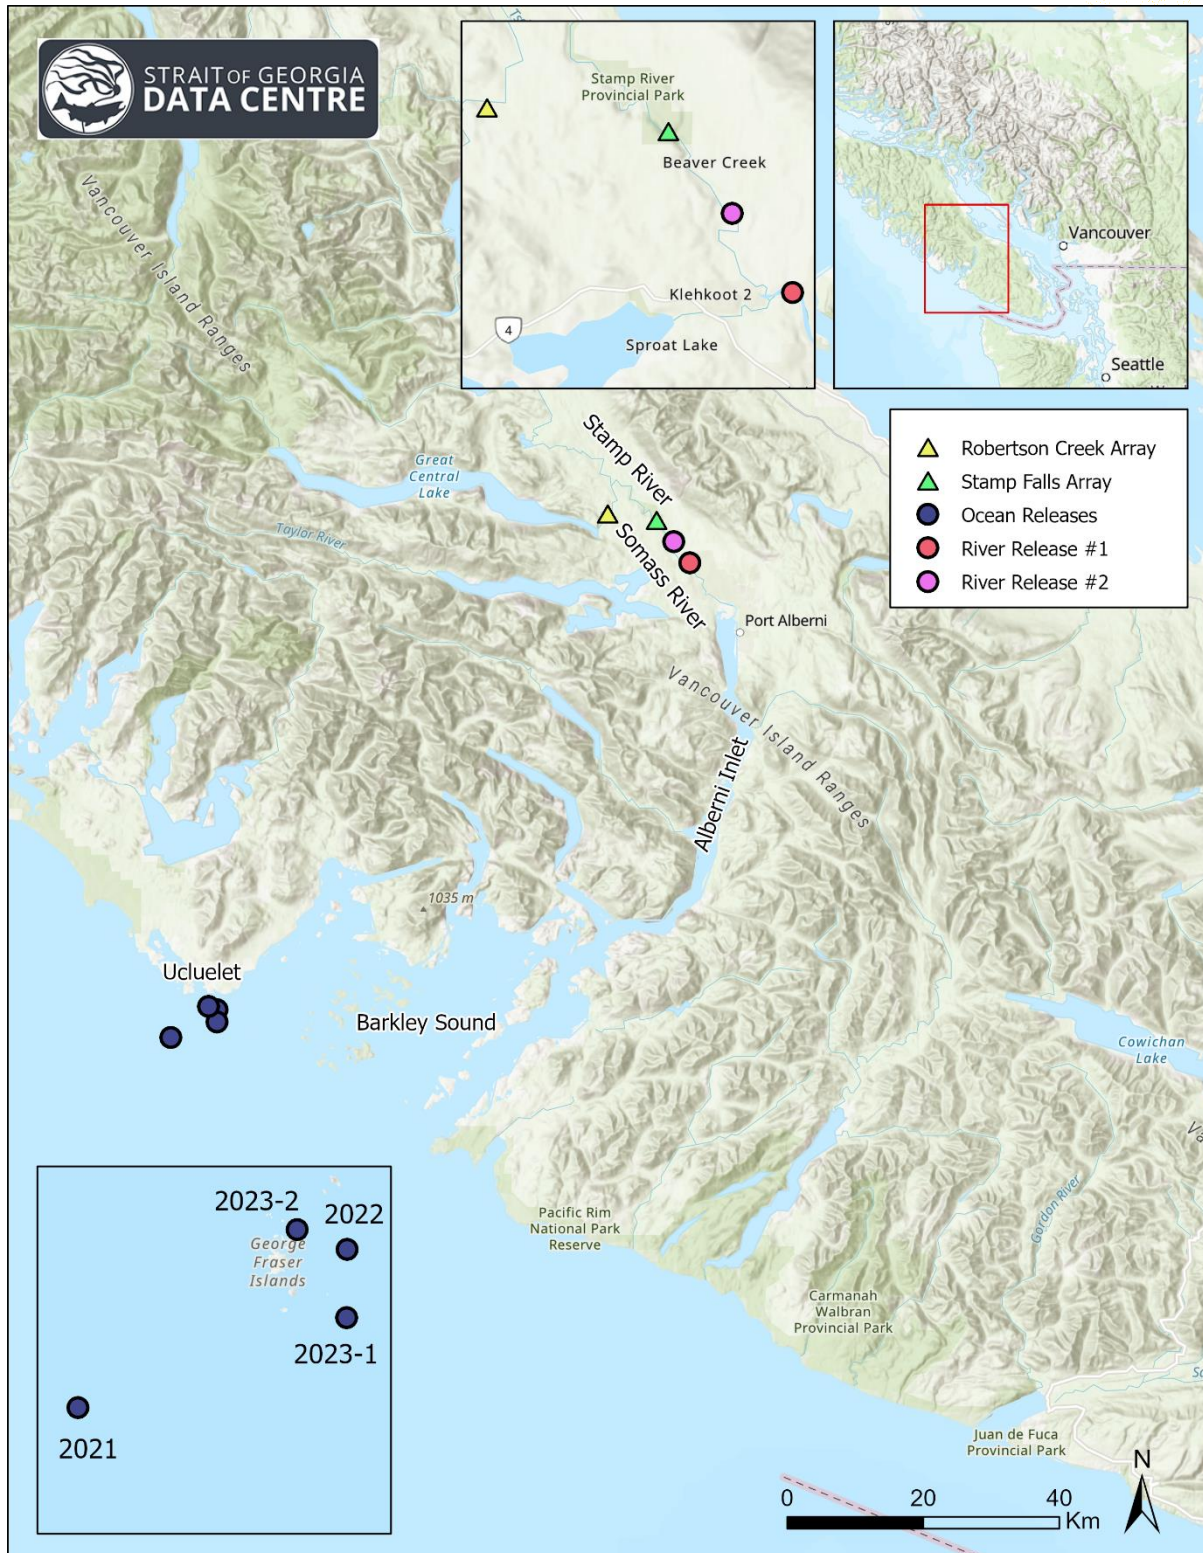 STRAIT OF GEORGIA
DATA CENTRE
Stamp River
Provincial Park
Beaver Creek
Klehkoot 2
4
Sproat Lake
Vancouver
Seattle
Vancouver Island Ranges
Robertson Creek Array
Stamp Falls Array
Ocean Releases
River Release #1
River Release #2
Great
Central
Lake
Stamp River
Taylor River
Somass River
Port Alberni
Vancouver Island Ranges
Alberni Inlet
1035 m
Ucluelet
Barkley Sound
Cowichan
Lake
Pacific Rim
National Park
Reserve
Gordon River
Carmanah
Walbran
Provincial Park
2023-2
2022
George
Fraser
Islands
2023-1
2021
Juan de Fuca
Provincial Park
N
0 20 40
Km